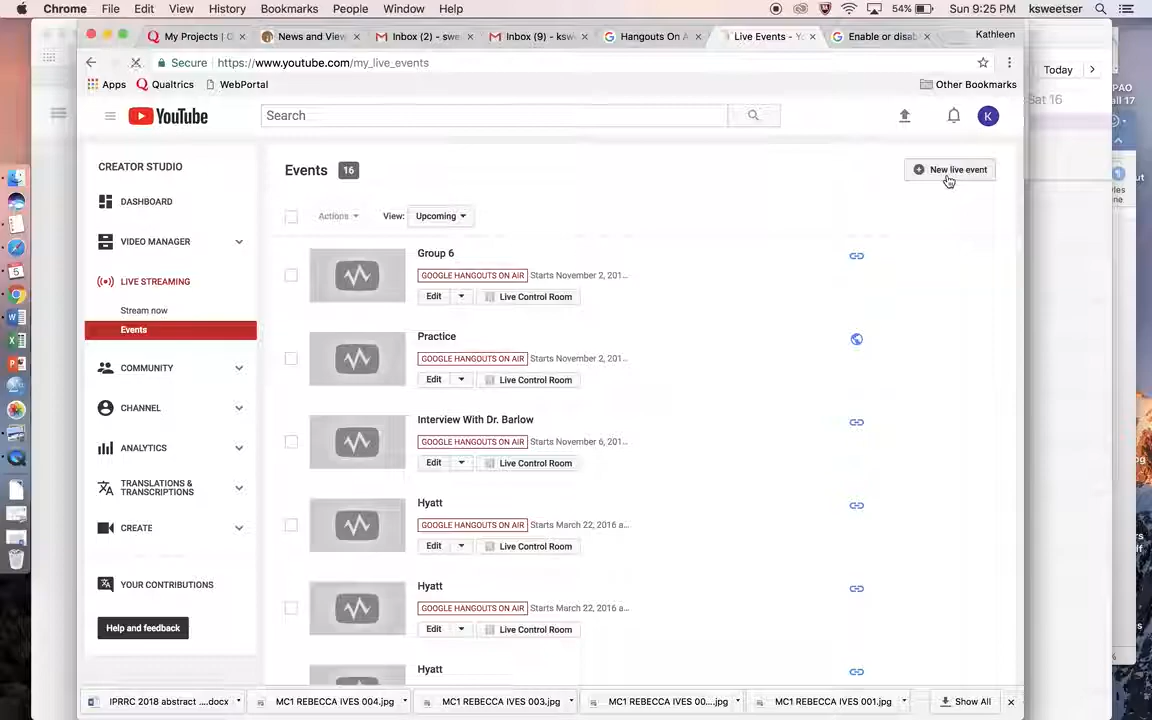 Chrome File Edit View History Bookmarks People Window Help 54% Sun 9:25 PM ksweetser
My Projects | News and View Inbox (2) - swe Inbox (9) - ksw Hangouts On A Live Events - Yo Enable or disab Kathleen
Secure https://www.youtube.com/my_live_events
Apps Qualtrics WebPortal Other Bookmarks
Today
Sat 16
YouTube Search K
CREATOR STUDIO
DASHBOARD
VIDEO MANAGER
LIVE STREAMING
Stream now
Events
COMMUNITY
CHANNEL
ANALYTICS
TRANSLATIONS &
TRANSCRIPTIONS
CREATE
YOUR CONTRIBUTIONS
Help and feedback
Events 16 New live event
Actions View: Upcoming
Group 6
GOOGLE HANGOUTS ON AIR Starts November 2, 201...
Edit Live Control Room
Practice
GOOGLE HANGOUTS ON AIR Starts November 2, 201...
Edit Live Control Room
Interview With Dr. Barlow
GOOGLE HANGOUTS ON AIR Starts November 6, 201...
Edit Live Control Room
Hyatt
GOOGLE HANGOUTS ON AIR Starts March 22, 2016 a...
Edit Live Control Room
Hyatt
GOOGLE HANGOUTS ON AIR Starts March 22, 2016 a...
Edit Live Control Room
Hyatt
IPRRC 2018 abstract ....docx MC1 REBECCA IVES 004.jpg MC1 REBECCA IVES 003.jpg MC1 REBECCA IVES 00....jpg MC1 REBECCA IVES 001.jpg Show All